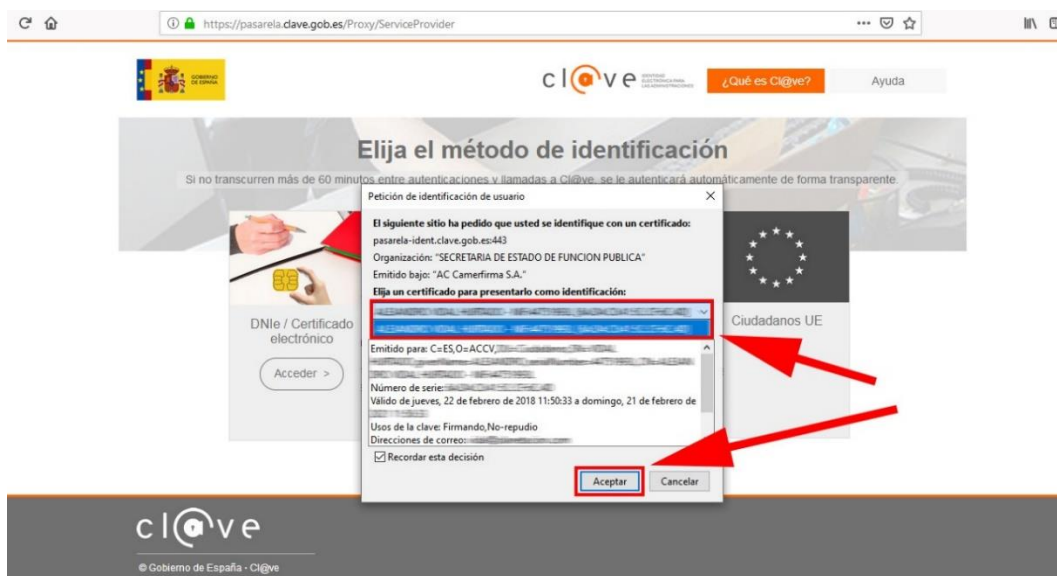 https://pasarela.clave.gob.es/Proxy/ServiceProvider
GOBIERNO
DE ESPAÑA
cl@ve
IDENTIDAD
ELECTRÓNICA PARA
LAS ADMINISTRACIONES
¿Qué es Cl@ve?
Ayuda
Elija el método de identificación
Si no transcurren más de 60 minutos entre autenticaciones y llamadas a Cl@ve, se le autenticará automáticamente de forma transparente.
Petición de identificación de usuario
El siguiente sitio ha pedido que usted se identifique con un certificado:
pasarela-ident.clave.gob.es:443
Organización: "SECRETARIA DE ESTADO DE FUNCION PUBLICA"
Emitido bajo: "AC Camerfirma S.A."
Elija un certificado para presentarlo como identificación:
Emitido para: C=ES,O=ACCV,
Número de serie:
Válido de jueves, 22 de febrero de 2018 11:50:33 a domingo, 21 de febrero de
Usos de la clave: Firmando,No-repudio
Direcciones de correo:
Recordar esta decisión
Aceptar
Cancelar
DNIe / Certificado
electrónico
Acceder >
Ciudadanos UE
cl@ve
© Gobierno de España - Cl@ve